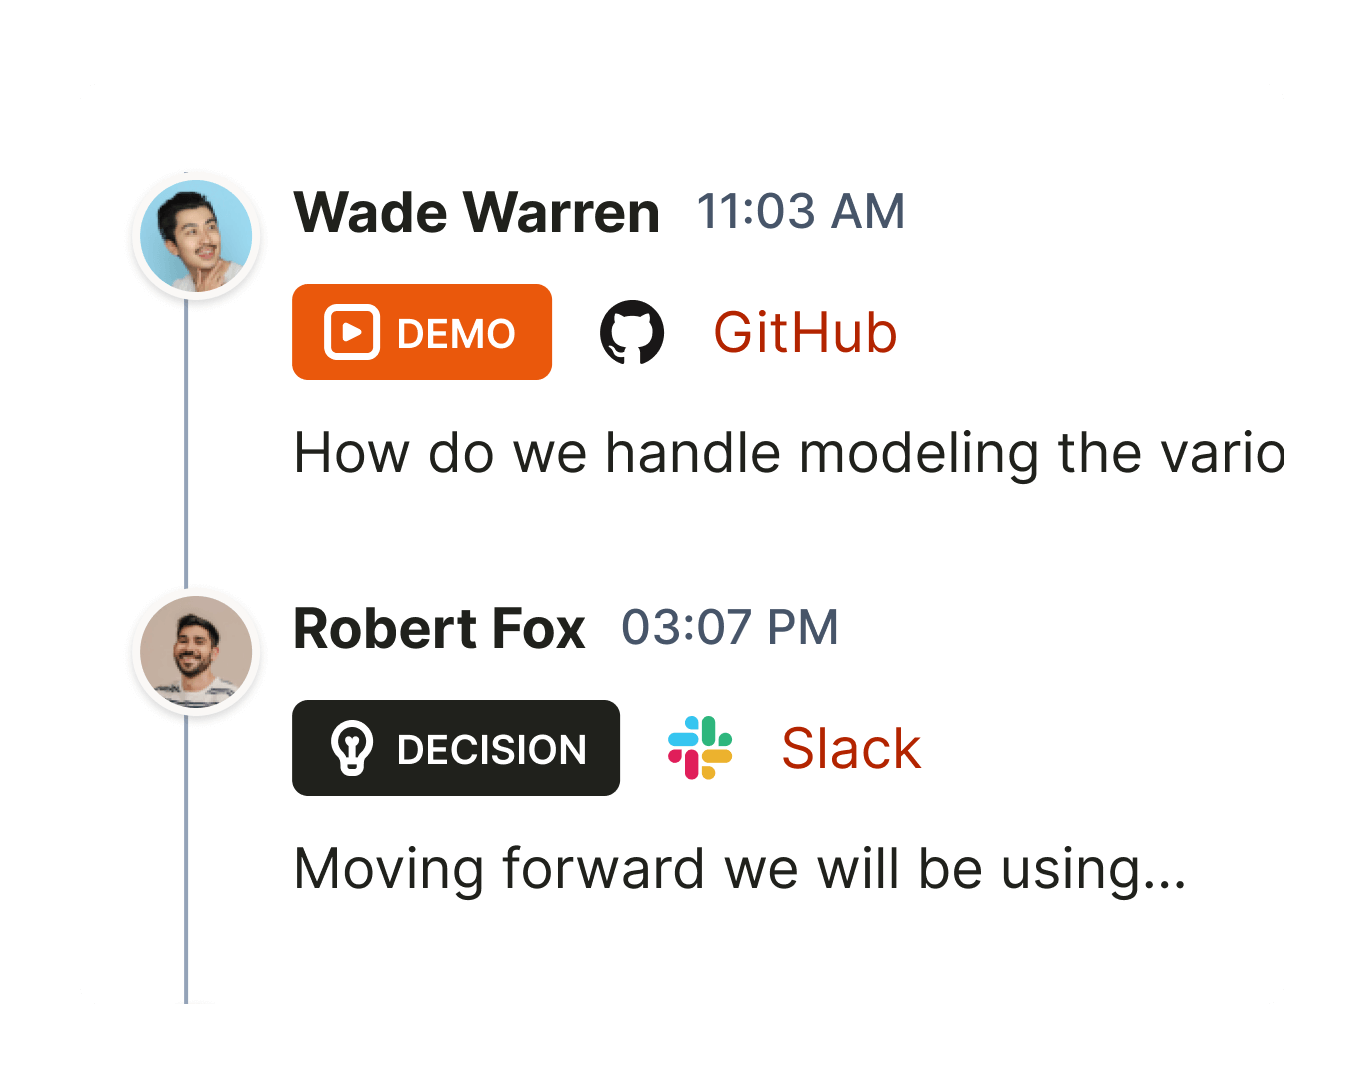 Wade Warren 11:03 AM
DEMO GitHub
How do we handle modeling the vario
Robert Fox 03:07 PM
DECISION Slack
Moving forward we will be using...